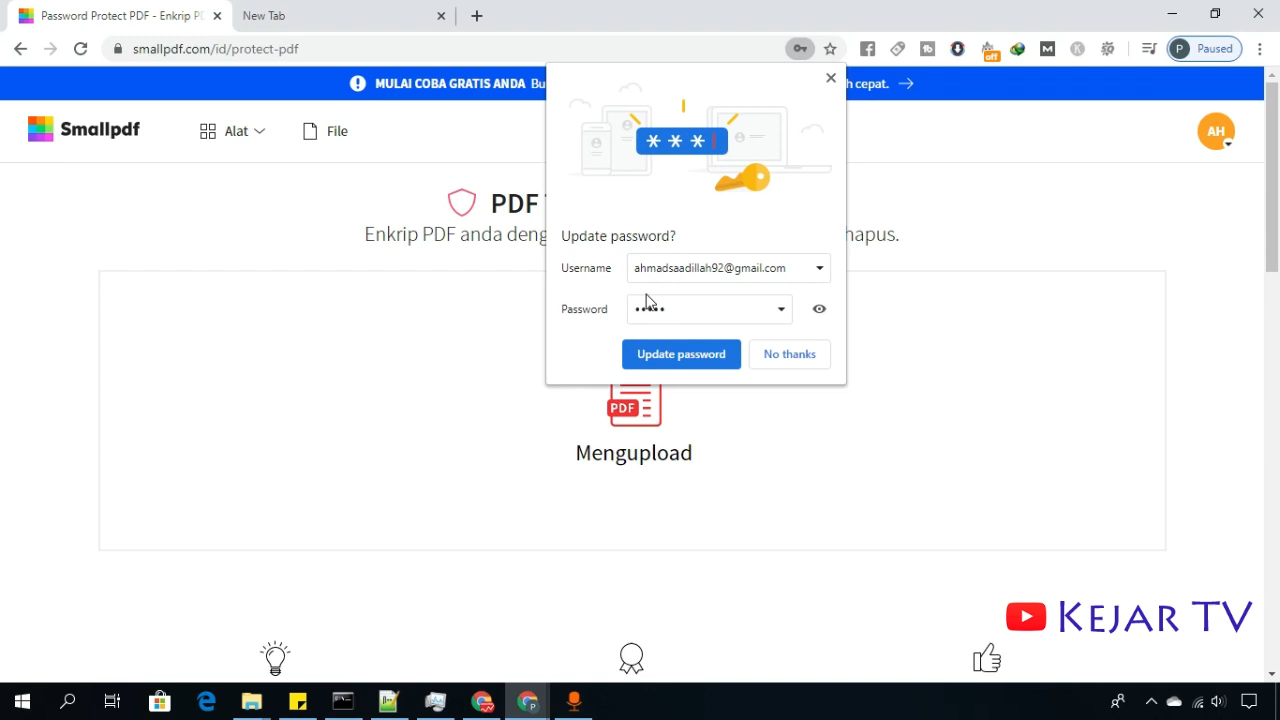 Password Protect PDF - Enkrip PD
New Tab
smallpdf.com/id/protect-pdf
off
M
K
P Paused
MULAI COBA GRATIS ANDA Bu
h cepat. →
Smallpdf
Alat
File
AH
PDF
Enkrip PDF anda deng
hapus.
* * *
Update password?
Username
ahmadsaadillah92@gmail.com
Password
•••••
Update password
No thanks
PDF
Mengupload
KEJAR TV